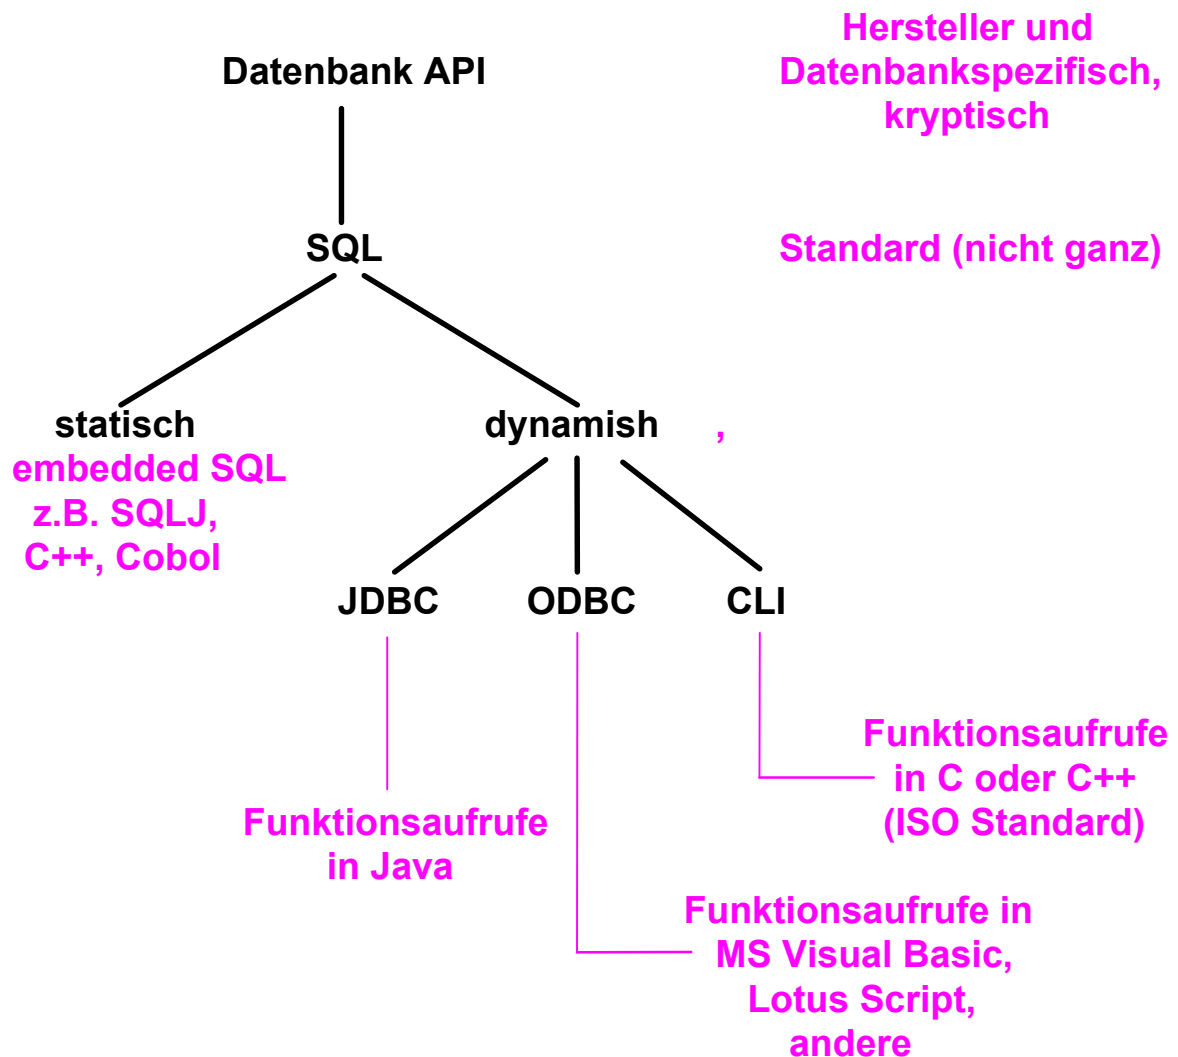 Datenbank API
Hersteller und
Datenbankspezifisch,
kryptisch
SQL
Standard (nicht ganz)
statisch
embedded SQL
z.B. SQLJ,
C++, Cobol
dynamish ,
JDBC
ODBC
CLI
Funktionsaufrufe
in Java
Funktionsaufrufe in
MS Visual Basic,
Lotus Script,
andere
Funktionsaufrufe
in C oder C++
(ISO Standard)